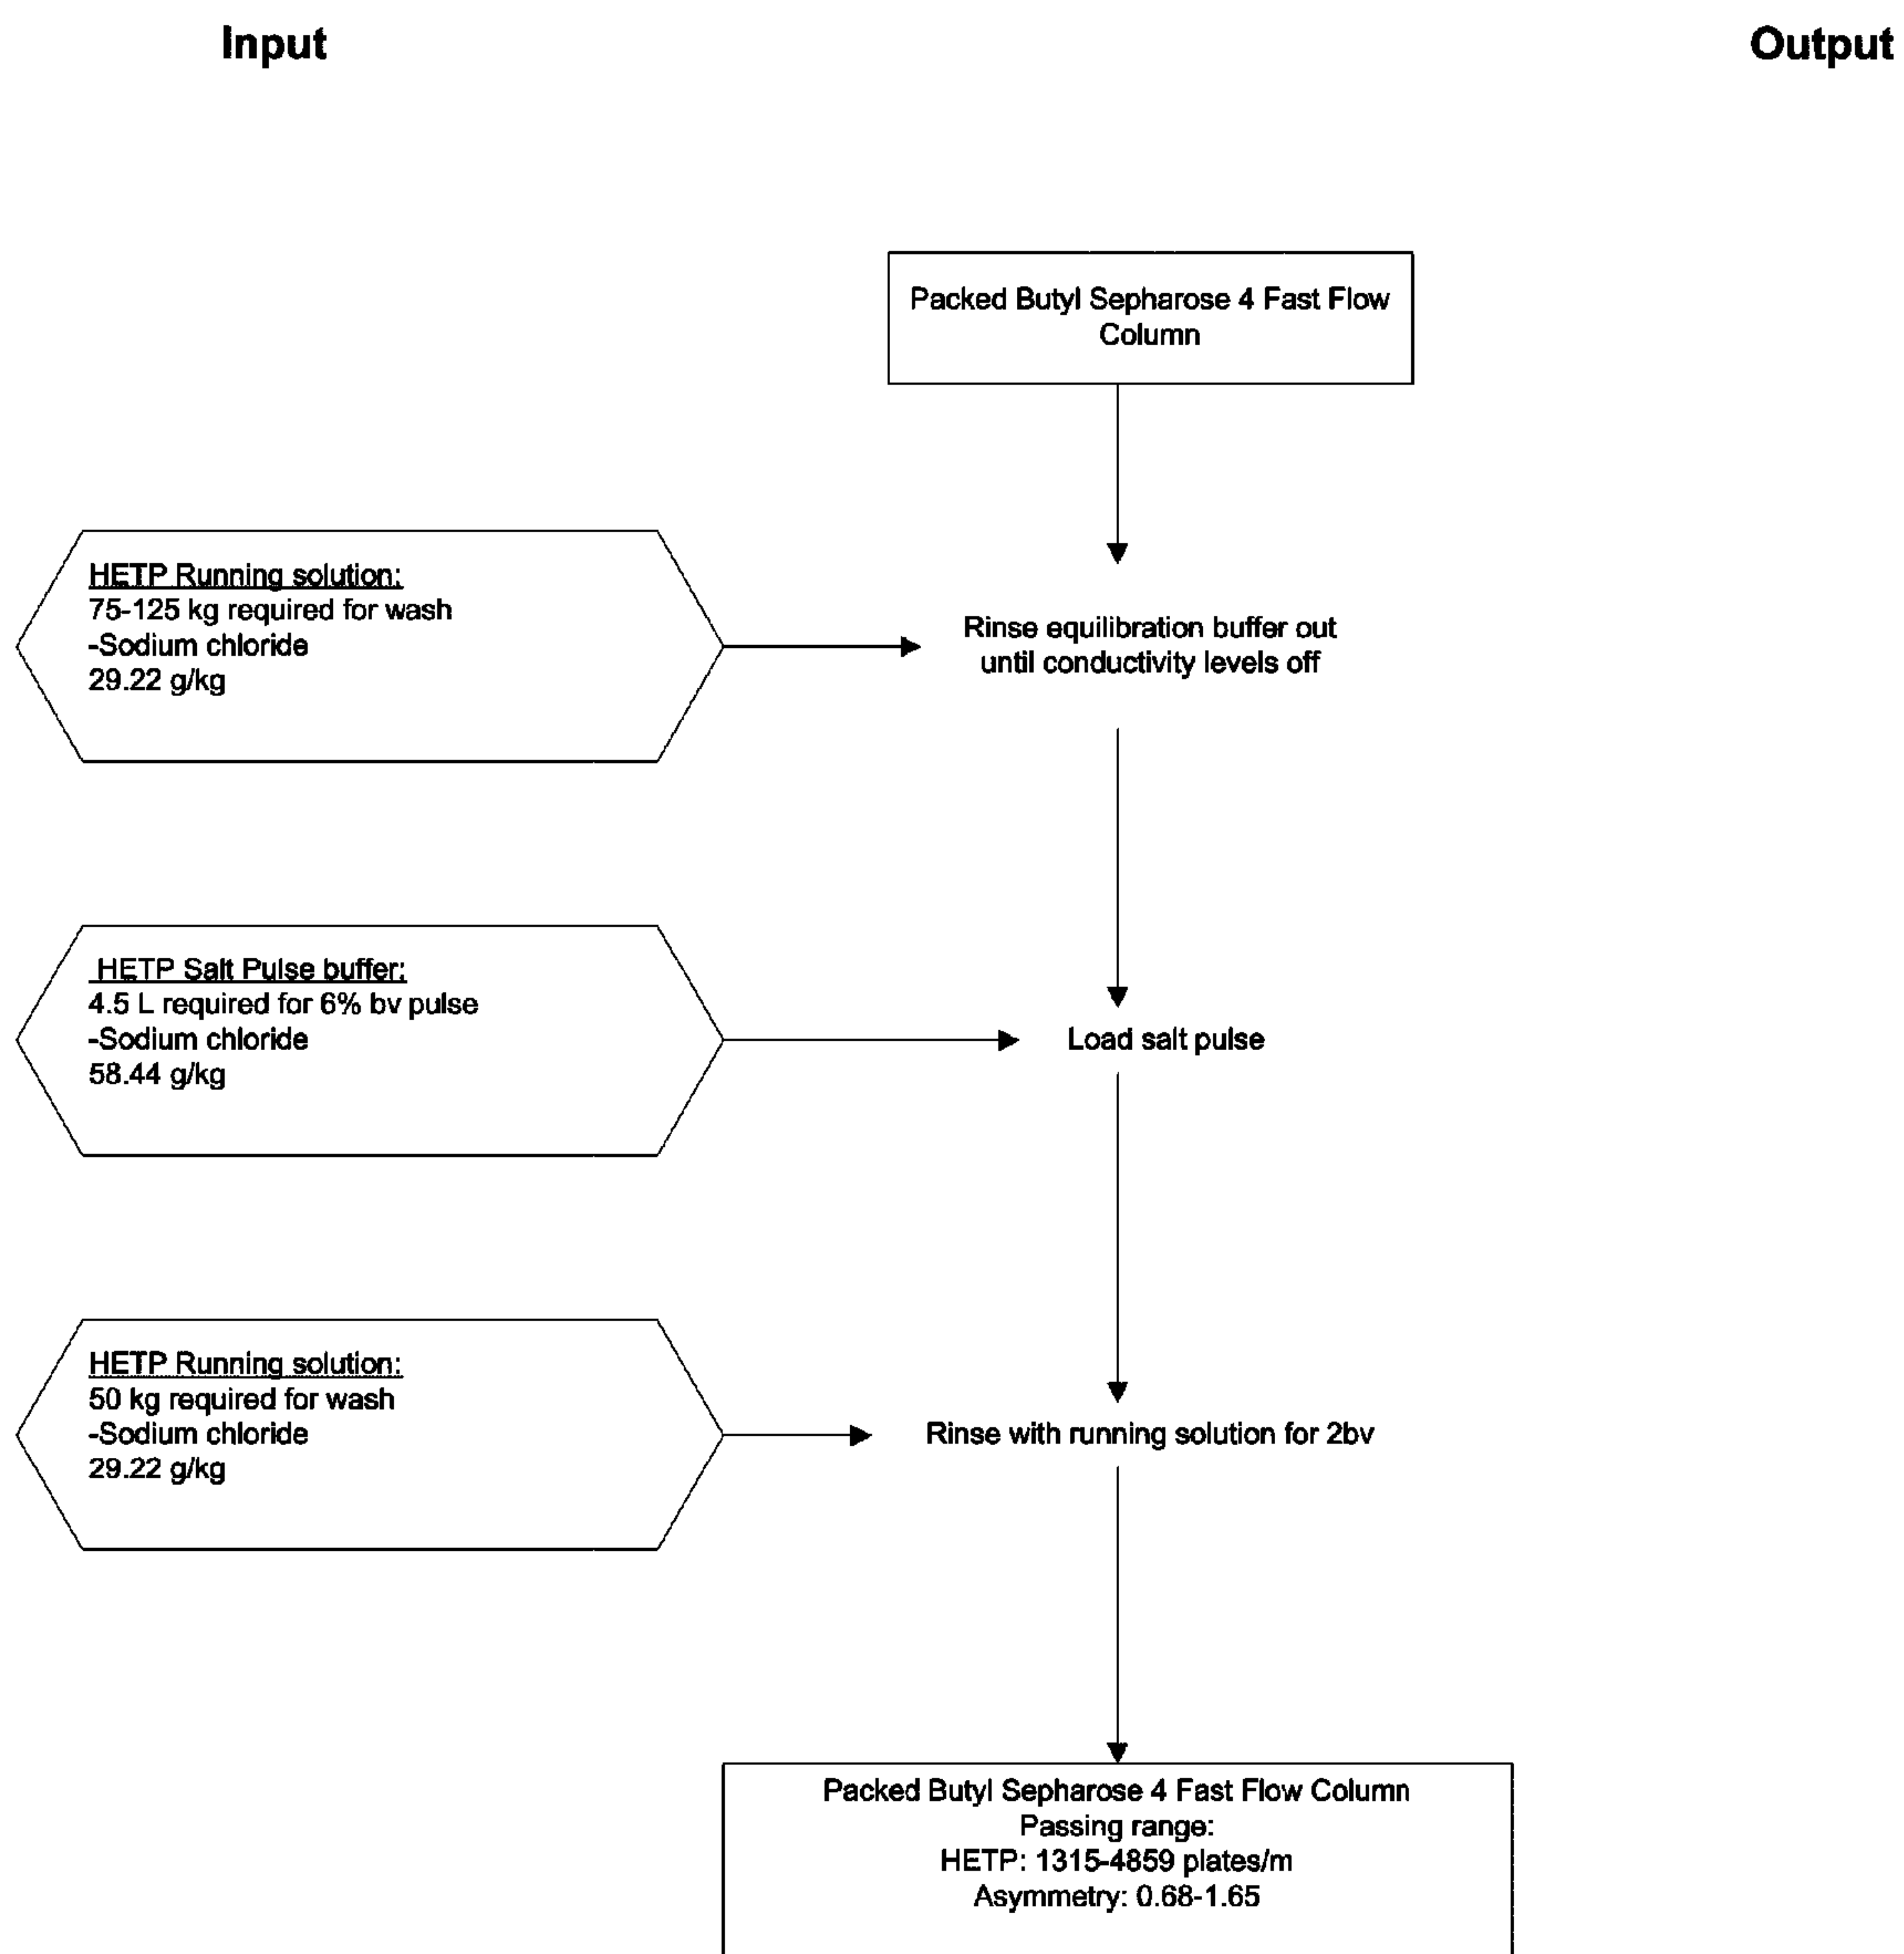 Input
Output
Packed Butyl Sepharose 4 Fast Flow
Column
HETP Running solution:
75-125 kg required for wash
-Sodium chloride
29.22 g/kg
Rinse equilibration buffer out
until conductivity levels off
HETP Salt Pulse buffer:
4.5 L required for 6% bv pulse
-Sodium chloride
58.44 g/kg
Load salt pulse
HETP Running solution:
50 kg required for wash
-Sodium chloride
29.22 g/kg
Rinse with running solution for 2bv
Packed Butyl Sepharose 4 Fast Flow Column
Passing range:
HETP: 1315-4859 plates/m
Asymmetry: 0.68-1.65